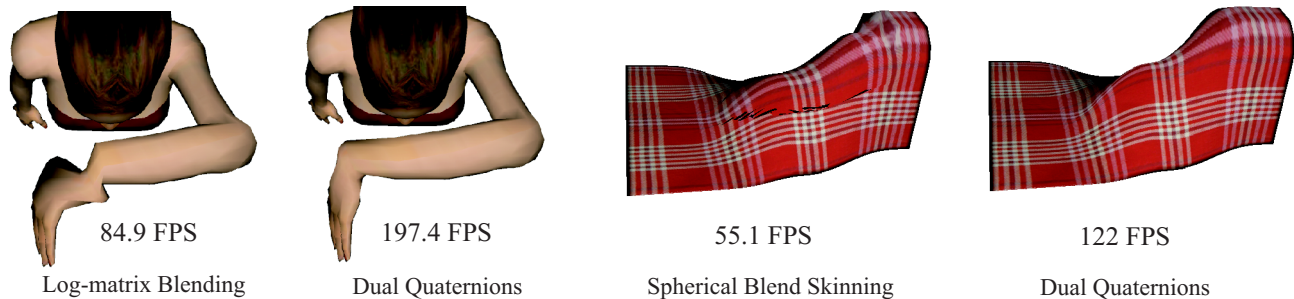 84.9 FPS
197.4 FPS
55.1 FPS
122 FPS
Log-matrix Blending
Dual Quaternions
Spherical Blend Skinning
Dual Quaternions